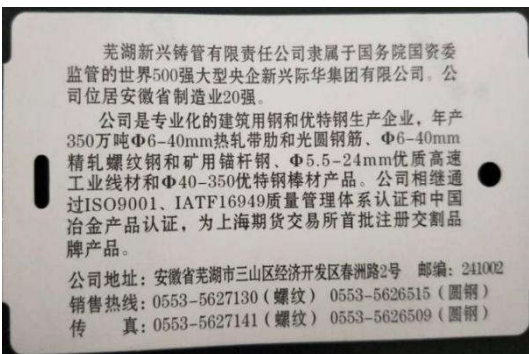 芜湖新兴铸管有限责任公司隶属于国务院国资委
监管的世界500强大型央企新兴际华集团有限公司。公
司位居安徽省制造业20强。
公司是专业化的建筑用钢和优特钢生产企业，年产
350万吨Φ6-40mm热轧带肋和光圆钢筋、Φ6-40mm
精轧螺纹钢和矿用锚杆钢、Φ5.5-24mm优质高速
工业线材和Φ40-350优特钢棒材产品。公司相继通
过ISO9001、IATF16949质量管理体系认证和中国
冶金产品认证，为上海期货交易所首批注册交割品
牌产品。
公司地址：安徽省芜湖市三山区经济开发区春洲路2号 邮编：241002
销售热线：0553-5627130（螺纹）0553-5626515（圆钢）
传 真：0553-5627141（螺纹）0553-5626509（圆钢）